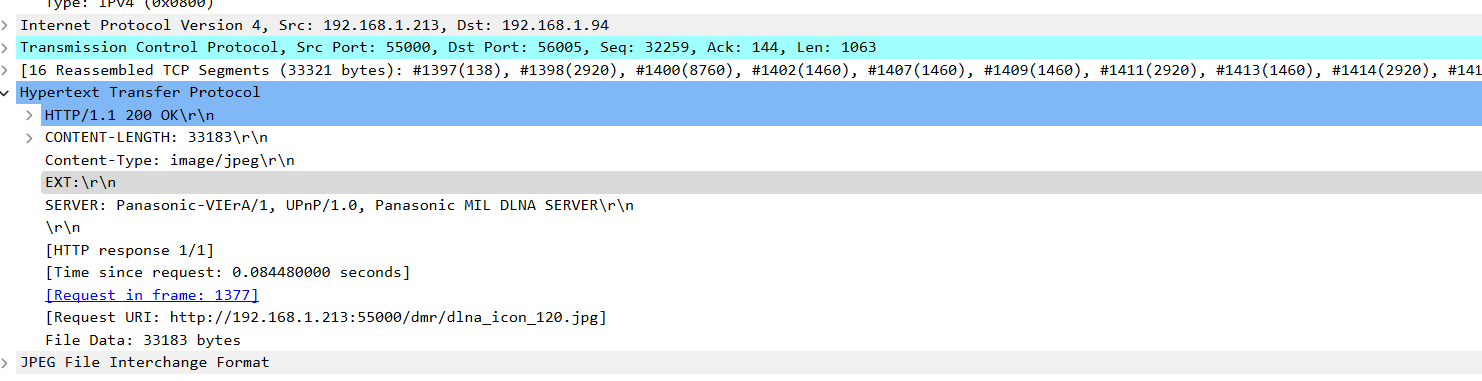 Type: IPv4 (0x0800)
Internet Protocol Version 4, Src: 192.168.1.213, Dst: 192.168.1.94
Transmission Control Protocol, Src Port: 55000, Dst Port: 56005, Seq: 32259, Ack: 144, Len: 1063
[16 Reassembled TCP Segments (33321 bytes): #1397(138), #1398(2920), #1400(8760), #1402(1460), #1407(1460), #1409(1460), #1411(2920), #1413(1460), #1414(2920), #141
Hypertext Transfer Protocol
HTTP/1.1 200 OK\r\n
CONTENT-LENGTH: 33183\r\n
Content-Type: image/jpeg\r\n
EXT:\r\n
SERVER: Panasonic-VIErA/1, UPnP/1.0, Panasonic MIL DLNA SERVER\r\n
\r\n
[HTTP response 1/1]
[Time since request: 0.084480000 seconds]
[Request in frame: 1377]
[Request URI: http://192.168.1.213:55000/dmr/dlna_icon_120.jpg]
File Data: 33183 bytes
JPEG File Interchange Format